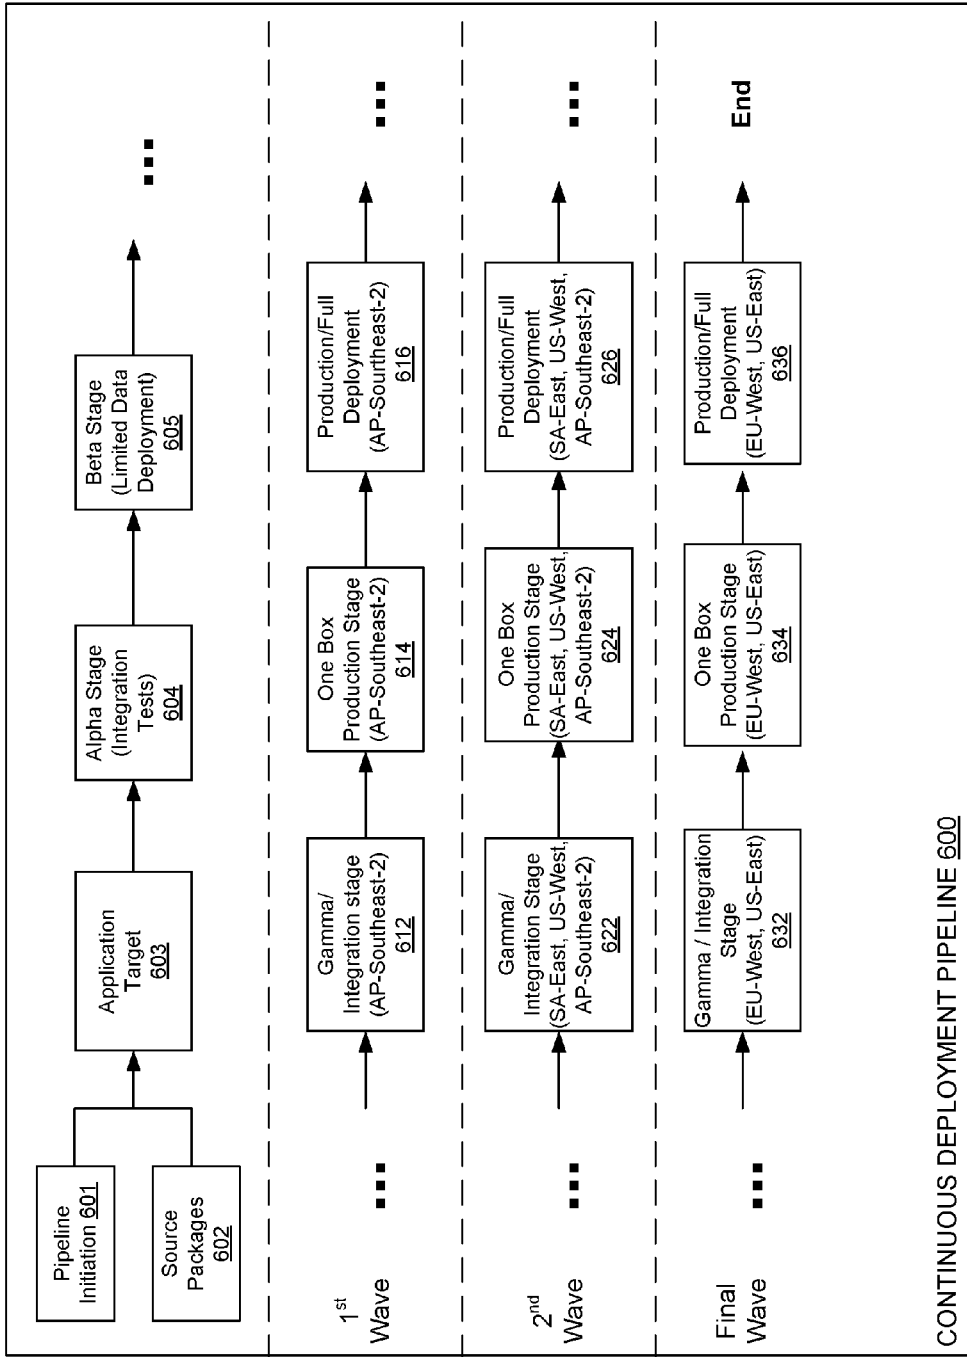 Pipeline
Initiation 601
Source
Packages
602
Application
Target
603
Alpha Stage
(Integration
Tests)
604
Beta Stage
(Limited Data
Deployment)
605
1st
Wave
Gamma/
Integration stage
(AP-Southeast-2)
612
One Box
Production Stage
(AP-Southeast-2)
614
Production/Full
Deployment
(AP-Sourtheast-2)
616
2nd
Wave
Gamma/
Integration Stage
(SA-East, US-West,
AP-Southeast-2)
622
One Box
Production Stage
(SA-East, US-West,
AP-Southeast-2)
624
Production/Full
Deployment
(SA-East, US-West,
AP-Southeast-2)
626
Final
Wave
Gamma / Integration
Stage
(EU-West, US-East)
632
One Box
Production Stage
(EU-West, US-East)
634
Production/Full
Deployment
(EU-West, US-East)
636
End
CONTINUOUS DEPLOYMENT PIPELINE 600